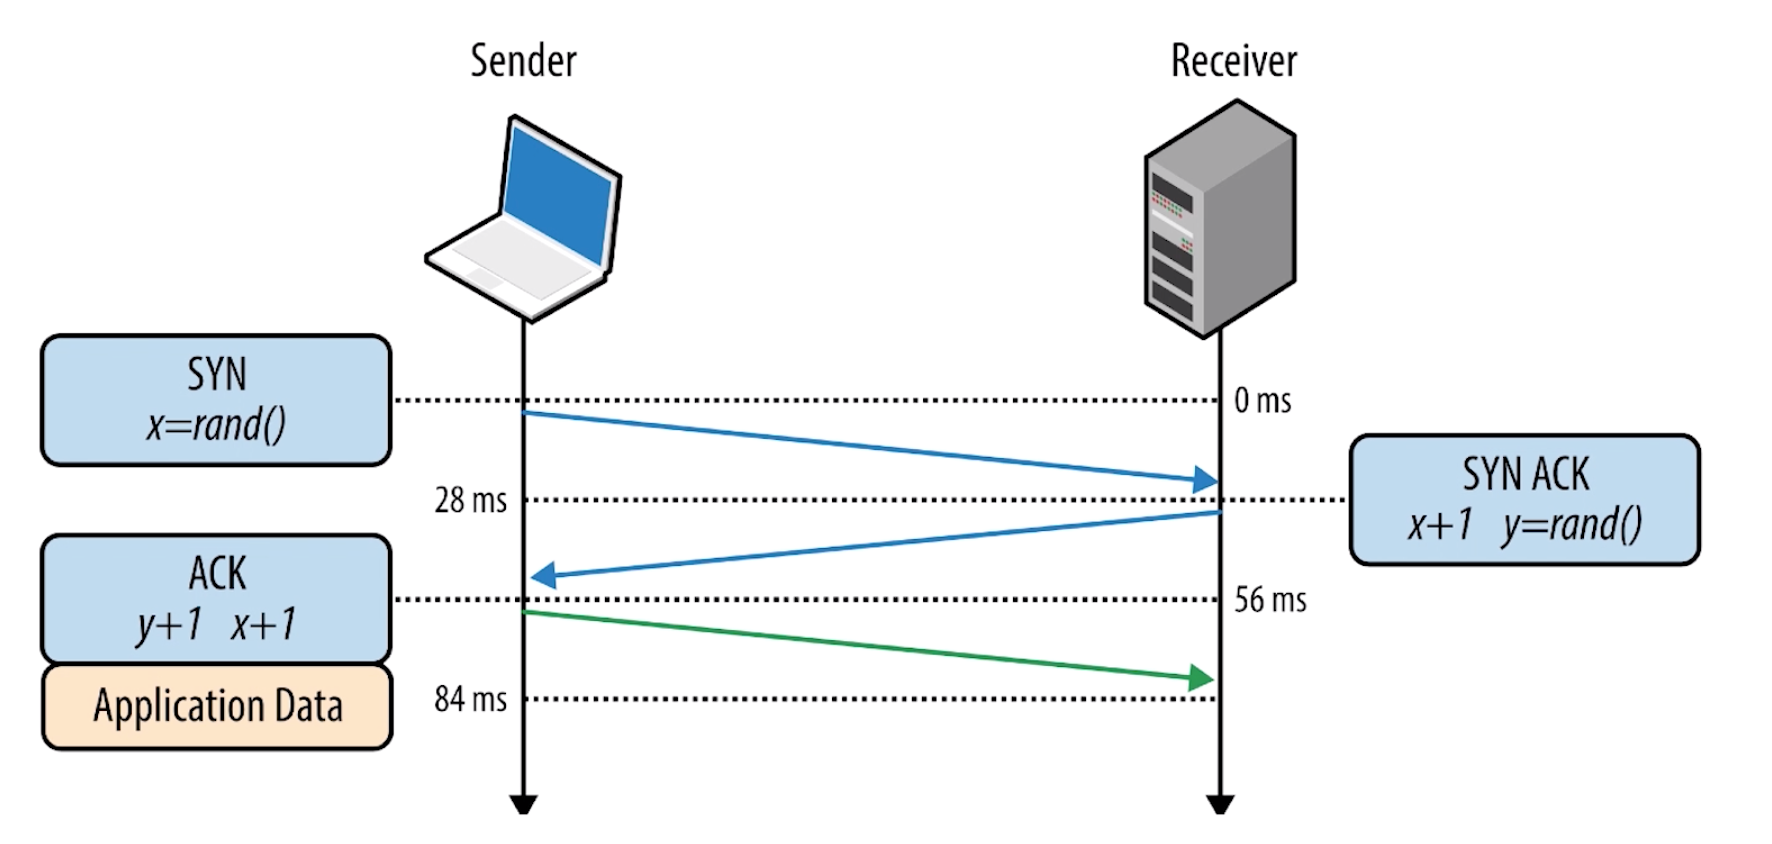 Sender
Receiver
SYN
x=rand()
0 ms
28 ms
SYN ACK
x+1 y=rand()
ACK
y+1 x+1
56 ms
Application Data
84 ms